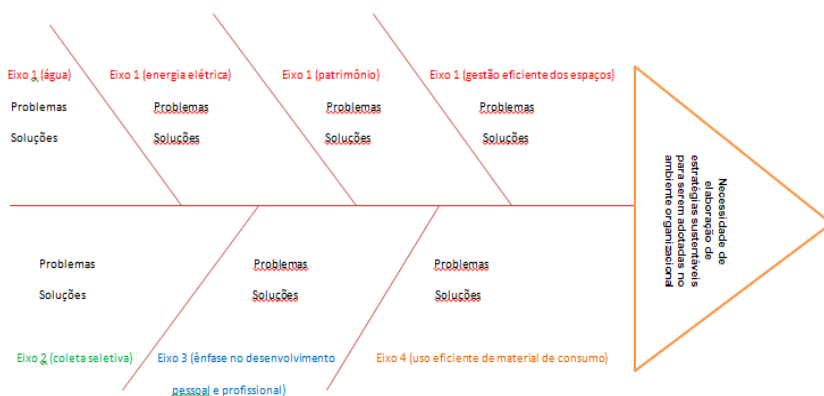 Eixo 1 (água)
Eixo 1 (energia elétrica)
Eixo 1 (patrimônio)
Eixo 1 (gestão eficiente dos espaços)
Problemas
Problemas
Problemas
Problemas
Soluções
Soluções
Soluções
Soluções
Necessidade de
elaboração de
estratégias sustentáveis
para serem adotadas no
ambiente organizacional
Problemas
Problemas
Problemas
Soluções
Soluções
Soluções
Eixo 2 (coleta seletiva)
Eixo 3 (ênfase no desenvolvimento
pessoal e profissional)
Eixo 4 (uso eficiente de material de consumo)